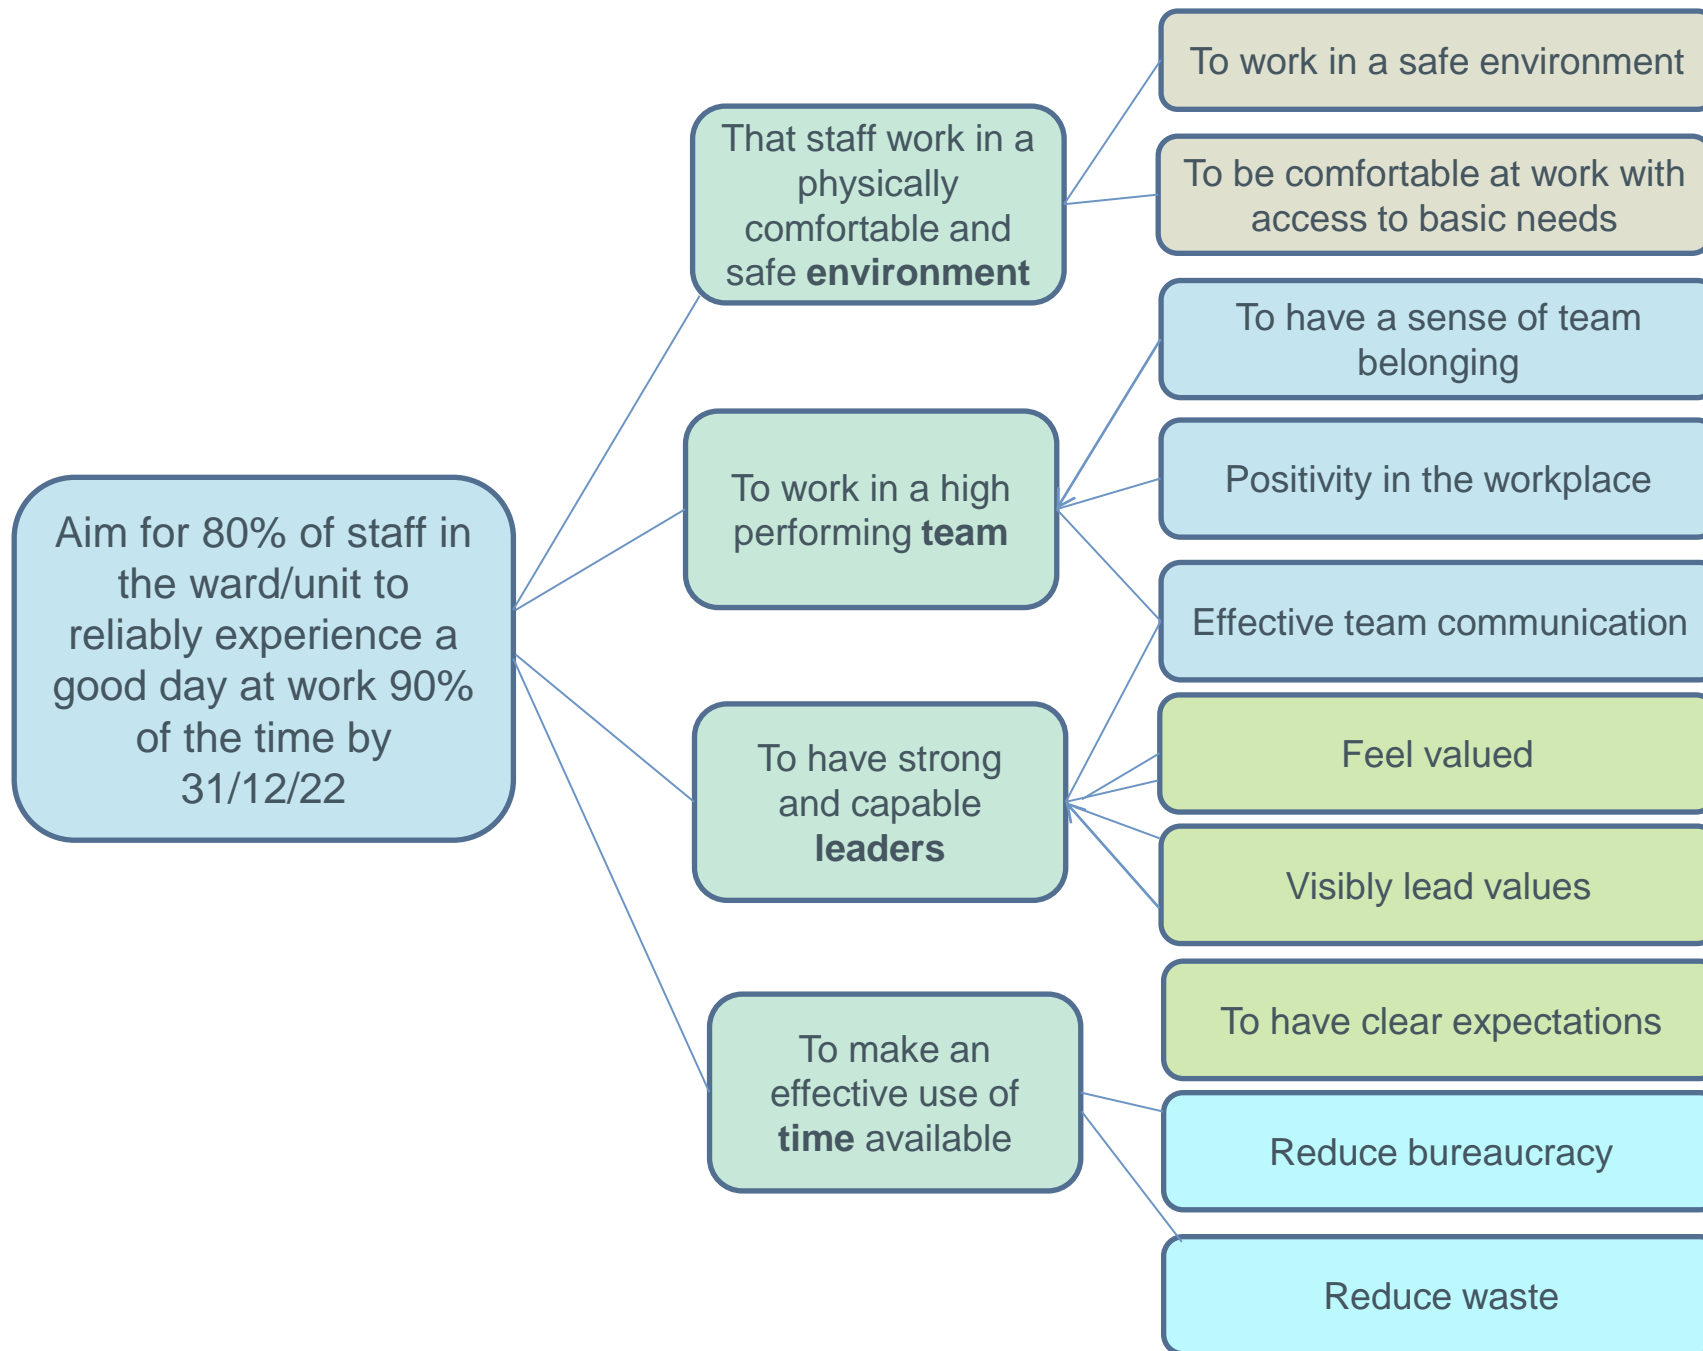 Aim for 80% of staff in
the ward/unit to
reliably experience a
good day at work 90%
of the time by
31/12/22
That staff work in a
physically
comfortable and
safe environment
To work in a high
performing team
To have strong
and capable
leaders
To make an
effective use of
time available
To work in a safe environment
To be comfortable at work with
access to basic needs
To have a sense of team
belonging
Positivity in the workplace
Effective team communication
Feel valued
Visibly lead values
To have clear expectations
Reduce bureaucracy
Reduce waste